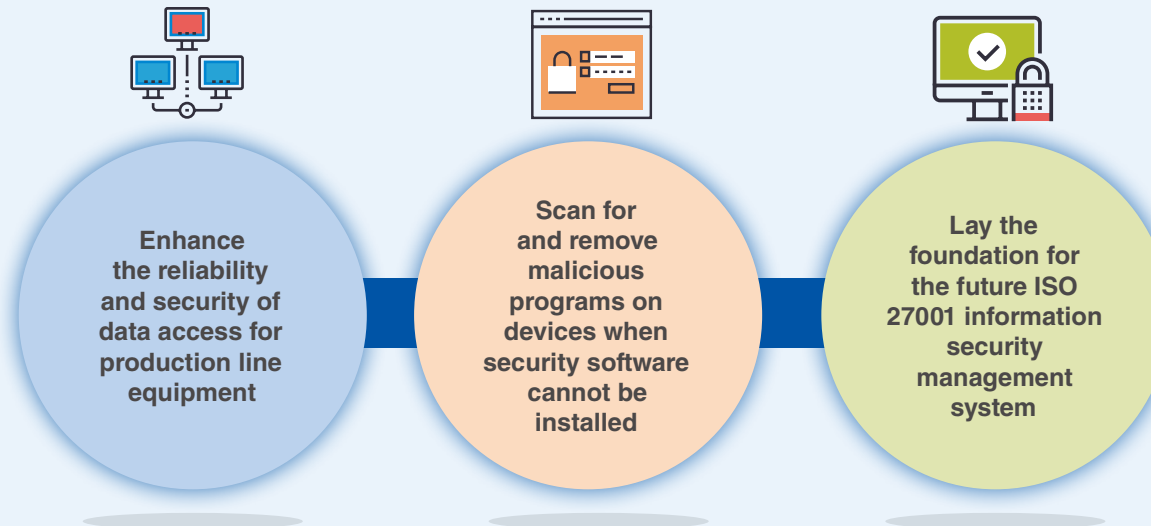 Enhance
the reliability
and security of
data access for
production line
equipment
Scan for
and remove
malicious
programs on
devices when
security software
cannot be
installed
Lay the
foundation for
the future ISO
27001 information
security
management
system